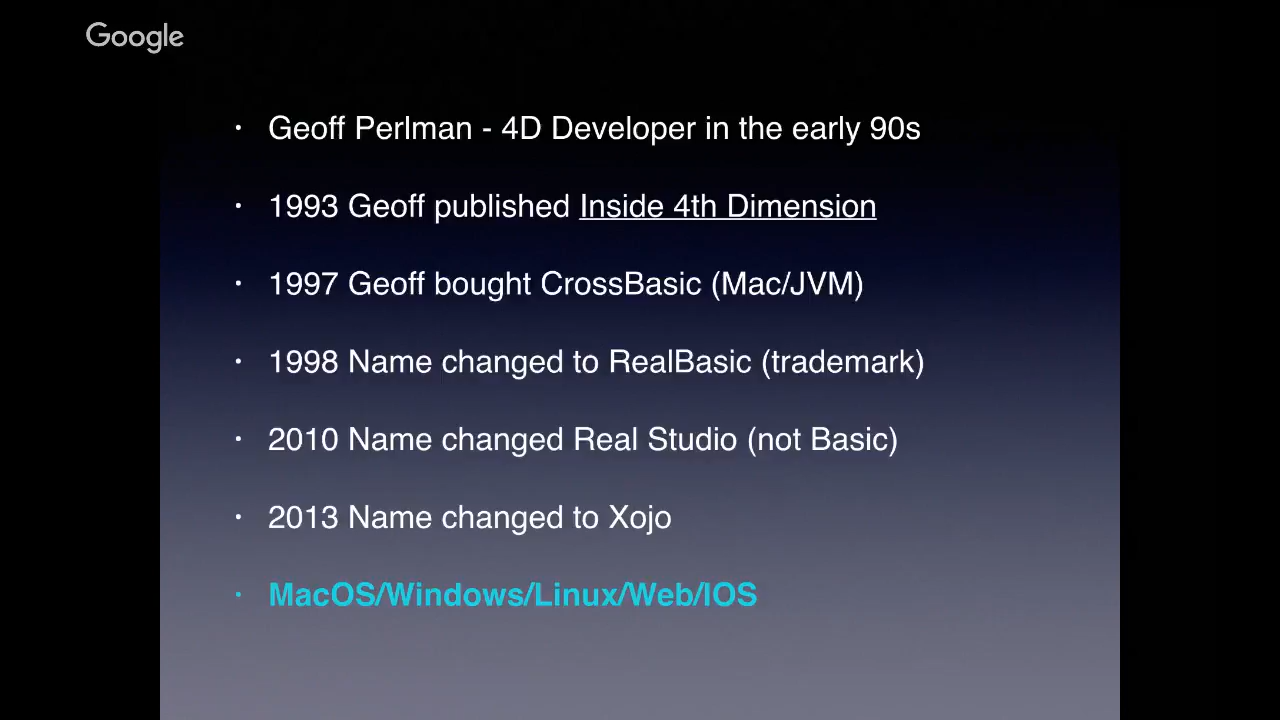 Google
• Geoff Perlman - 4D Developer in the early 90s
• 1993 Geoff published Inside 4th Dimension
• 1997 Geoff bought CrossBasic (Mac/JVM)
• 1998 Name changed to RealBasic (trademark)
• 2010 Name changed Real Studio (not Basic)
• 2013 Name changed to Xojo
• MacOS/Windows/Linux/Web/IOS